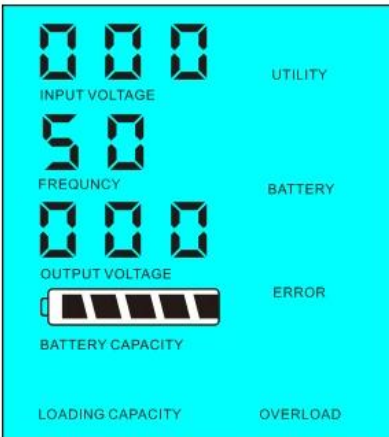 000
UTILITY
INPUT VOLTAGE
50
FREQUNCY
BATTERY
000
OUTPUT VOLTAGE
ERROR
BATTERY CAPACITY
LOADING CAPACITY
OVERLOAD